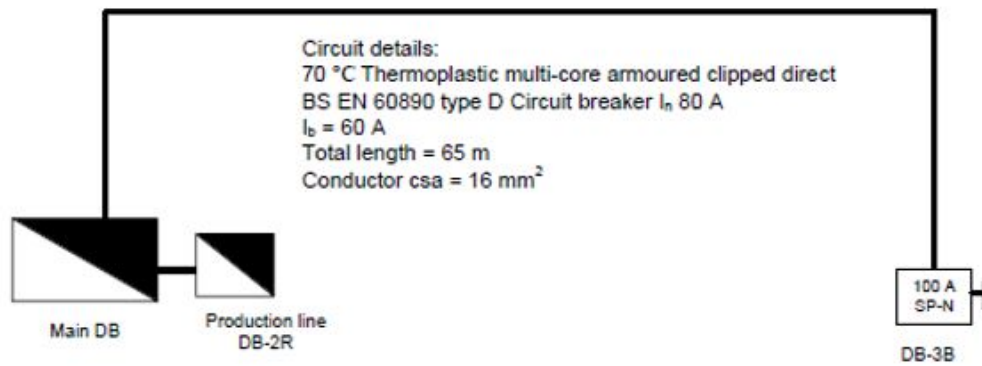 Circuit details:
70 °C Thermoplastic multi-core armoured clipped direct
BS EN 60890 type D Circuit breaker Iₙ 80 A
I_b = 60 A
Total length = 65 m
Conductor csa = 16 mm²
Main DB
Production line
DB-2R
100 A
SP-N
DB-3B